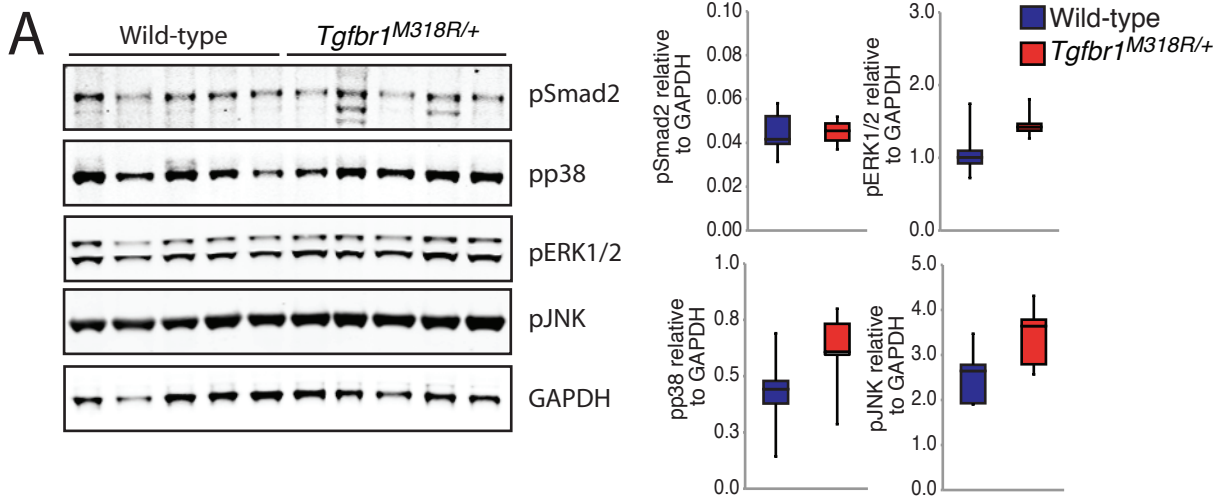 A
Wild-type
Tgfbr1M318R/+
pSmad2
pp38
pERK1/2
pJNK
GAPDH
Wild-type
Tgfbr1M318R/+
pSmad2 relative
to GAPDH
0.10
0.08
0.06
0.04
0.02
0.00
pERK1/2 relative
to GAPDH
3.0
2.0
1.0
0.0
pp38 relative
to GAPDH
1.0
0.8
0.5
0.3
0.0
pJNK relative
to GAPDH
5.0
4.0
3.0
2.0
1.0
0.0